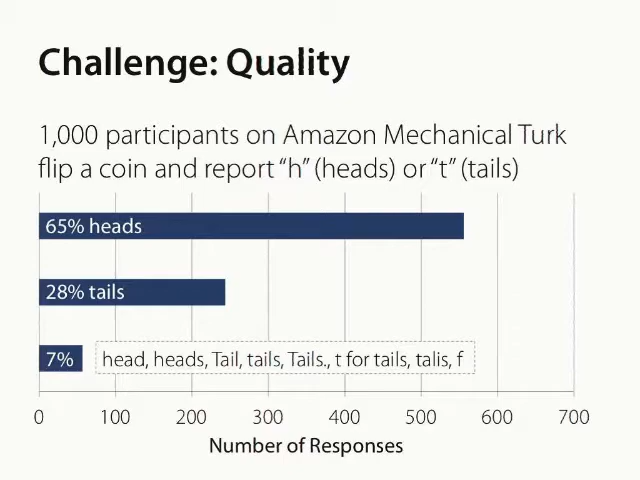 Challenge: Quality
1,000 participants on Amazon Mechanical Turk
flip a coin and report “h” (heads) or “t” (tails)
65% heads
28% tails
7% head, heads, Tail, tails, Tails., t for tails, talis, f
0 100 200 300 400 500 600 700
Number of Responses